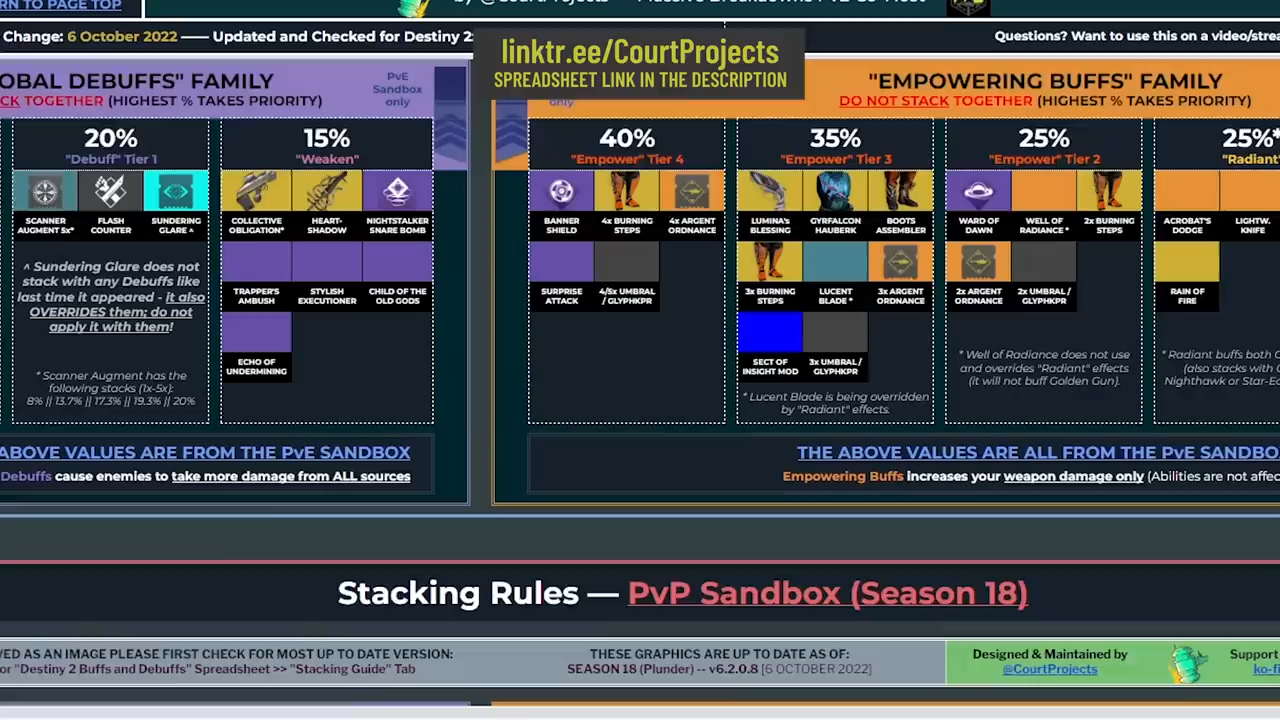 RN TO PAGE TOP
by @CourtProjects — Massive Breakdowns PvE Co-Host
Change: 6 October 2022 —— Updated and Checked for Destiny 2
Questions? Want to use this on a video/stre
linktr.ee/CourtProjects
SPREADSHEET LINK IN THE DESCRIPTION
OBAL DEBUFFS" FAMILY
CK TOGETHER (HIGHEST % TAKES PRIORITY)
PvE
Sandbox
only
20%
"Debuff" Tier 1
SCANNER
AUGMENT 5x*
FLASH
COUNTER
SUNDERING
GLARE ^
^ Sundering Glare does not
stack with any Debuffs like
last time it appeared - it also
OVERRIDES them; do not
apply it with them!
* Scanner Augment has the
following stacks (1x-5x):
8% // 13.7% // 17.3% // 19.3% // 20%
15%
"Weaken"
COLLECTIVE
OBLIGATION*
HEART-
SHADOW
NIGHTSTALKER
SNARE BOMB
TRAPPER'S
AMBUSH
STYLISH
EXECUTIONER
CHILD OF THE
OLD GODS
ECHO OF
UNDERMINING
ABOVE VALUES ARE FROM THE PvE SANDBOX
Debuffs cause enemies to take more damage from ALL sources
"EMPOWERING BUFFS" FAMILY
DO NOT STACK TOGETHER (HIGHEST % TAKES PRIORITY)
only
40%
"Empower" Tier 4
BANNER
SHIELD
4x BURNING
STEPS
4x ARGENT
ORDNANCE
SURPRISE
ATTACK
4/5x UMBRAL
/ GLYPHKPR
35%
"Empower" Tier 3
LUMINA'S
BLESSING
GYRFALCON
HAUBERK
BOOTS
ASSEMBLER
3x BURNING
STEPS
LUCENT
BLADE *
3x ARGENT
ORDNANCE
SECT OF
INSIGHT MOD
3x UMBRAL /
GLYPHKPR
* Lucent Blade is being overridden
by "Radiant" effects.
25%
"Empower" Tier 2
WARD OF
DAWN
WELL OF
RADIANCE *
2x BURNING
STEPS
2x ARGENT
ORDNANCE
2x UMBRAL /
GLYPHKPR
* Well of Radiance does not use
and overrides "Radiant" effects
(it will not buff Golden Gun).
25%*
"Radiant"
ACROBAT'S
DODGE
LIGHTW.
KNIFE
RAIN OF
FIRE
* Radiant buffs both
(also stacks with
Nighthawk or Star-E
THE ABOVE VALUES ARE ALL FROM THE PvE SANDBO
Empowering Buffs increases your weapon damage only (Abilities are not affe
Stacking Rules — PvP Sandbox (Season 18)
VED AS AN IMAGE PLEASE FIRST CHECK FOR MOST UP TO DATE VERSION:
or "Destiny 2 Buffs and Debuffs" Spreadsheet >> "Stacking Guide" Tab
THESE GRAPHICS ARE UP TO DATE AS OF:
SEASON 18 (Plunder) -- v6.2.0.8 [6 OCTOBER 2022]
Designed & Maintained by
@CourtProjects
Support
ko-fi